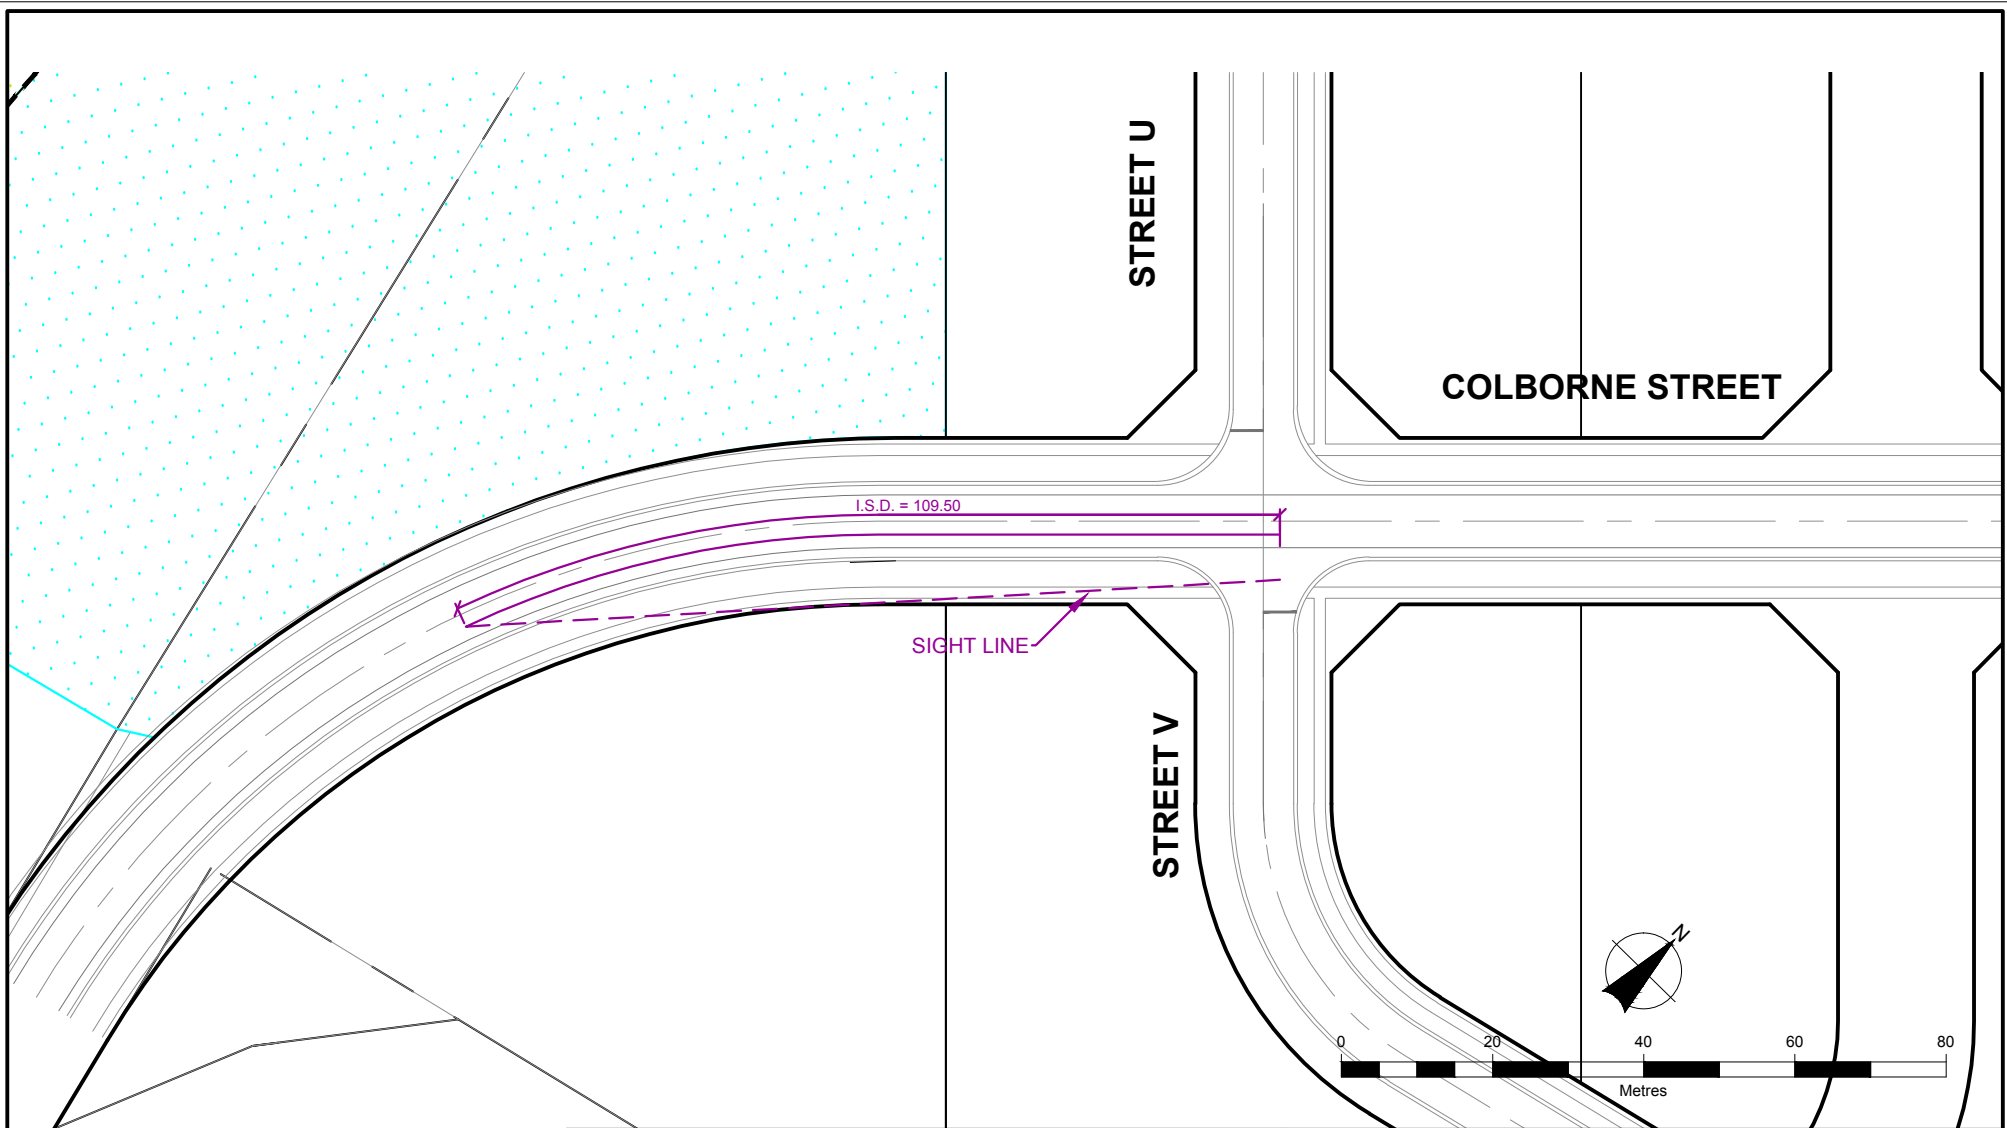 STREET U
COLBORNE STREET
I.S.D. = 109.50
SIGHT LINE
STREET V
N
0 20 40 60 80
Metres